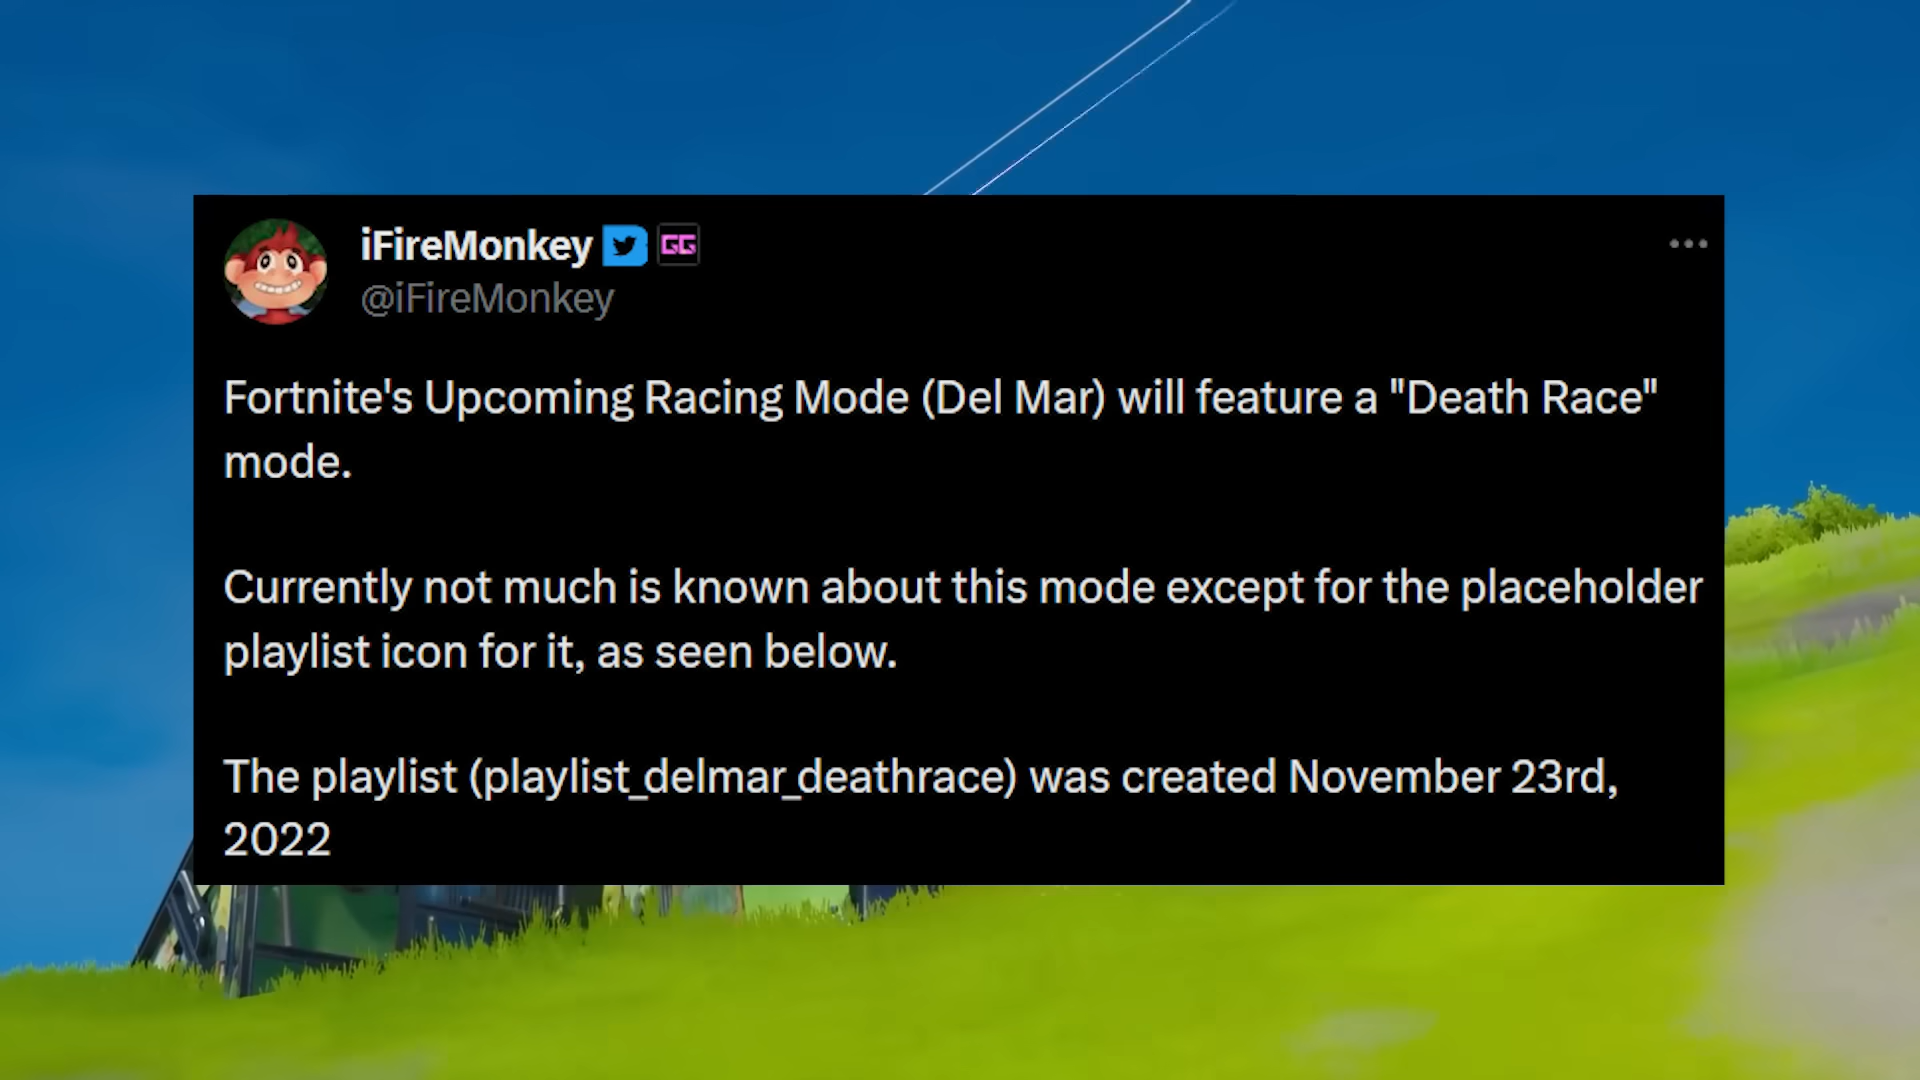 iFireMonkey GG
@iFireMonkey
Fortnite's Upcoming Racing Mode (Del Mar) will feature a "Death Race"
mode.
Currently not much is known about this mode except for the placeholder
playlist icon for it, as seen below.
The playlist (playlist_delmar_deathrace) was created November 23rd,
2022